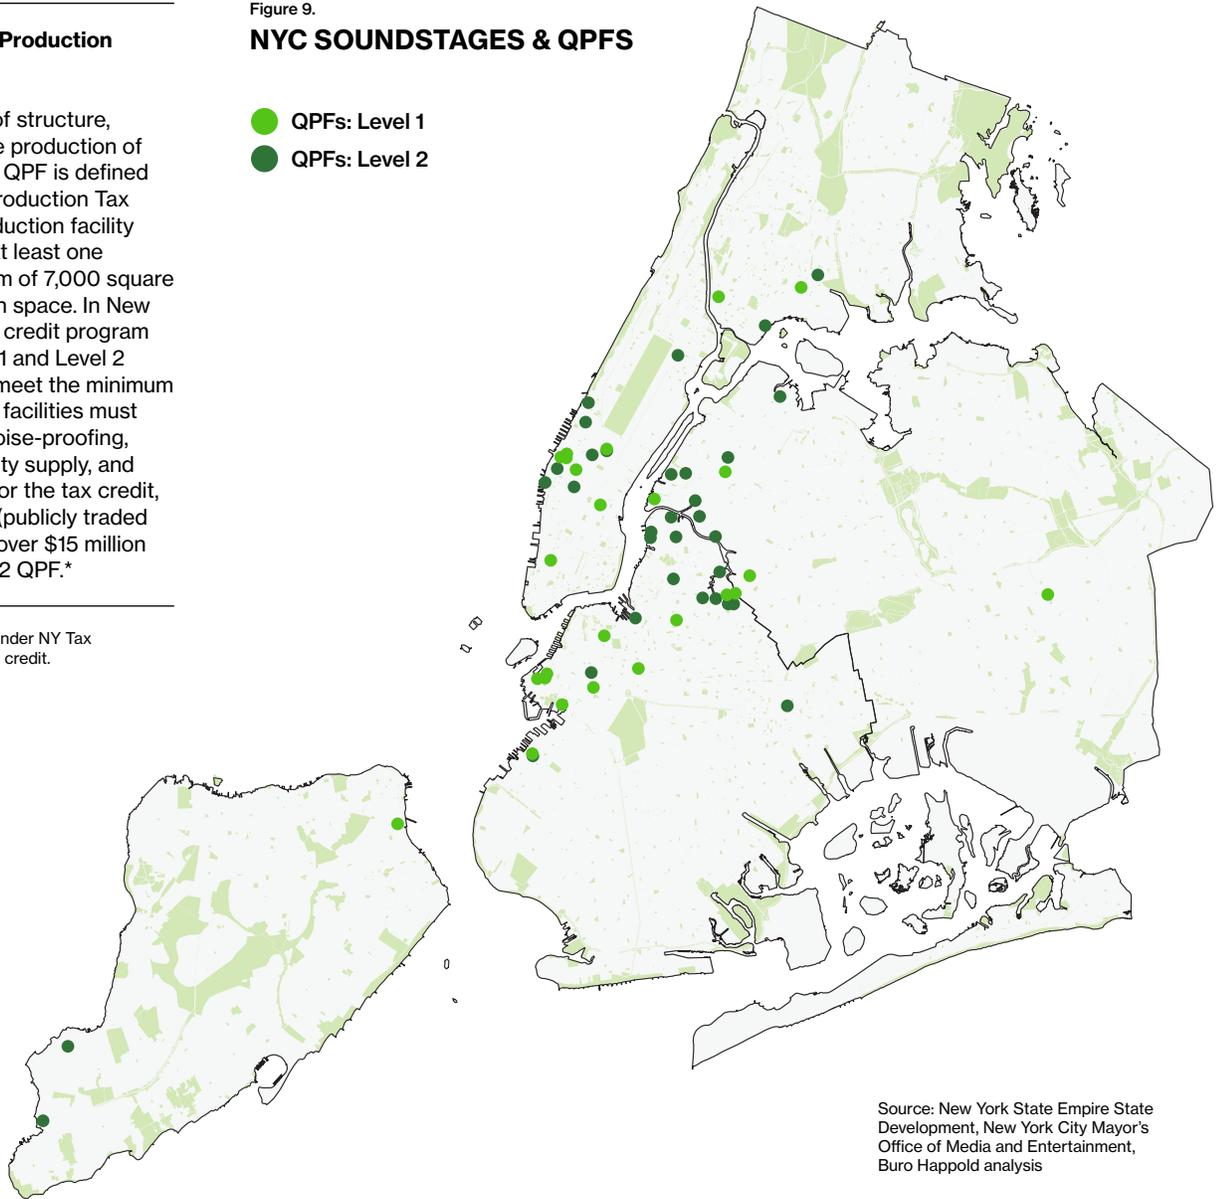 Production
of structure,
e production of
QPF is defined
roduction Tax
duction facility
t least one
m of 7,000 square
n space. In New
credit program
1 and Level 2
meet the minimum
facilities must
oise-proofing,
ty supply, and
or the tax credit,
(publicly traded
over $15 million
2 QPF.*
nder NY Tax
credit.
Figure 9.
NYC SOUNDSTAGES & QPFS
QPFs: Level 1
QPFs: Level 2
Source: New York State Empire State
Development, New York City Mayor's
Office of Media and Entertainment,
Buro Happold analysis